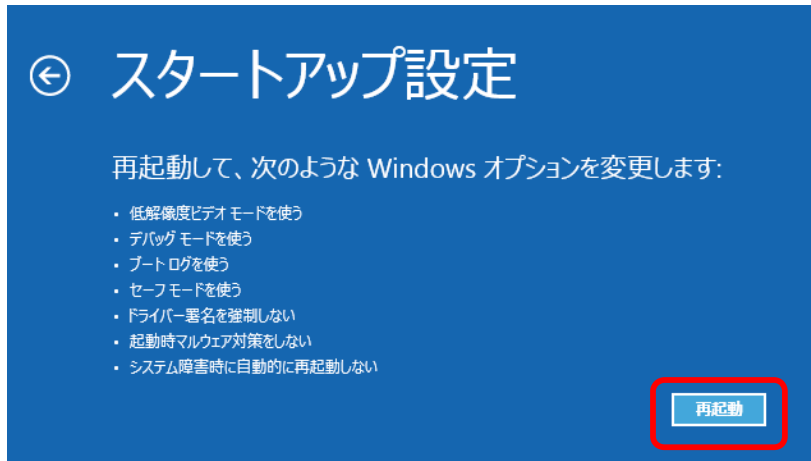 スタートアップ設定
再起動して、次のような Windows オプションを変更します:
• 低解像度ビデオ モードを使う
• デバッグ モードを使う
• ブート ログを使う
• セーフ モードを使う
• ドライバー署名を強制しない
• 起動時マルウェア対策をしない
• システム障害時に自動的に再起動しない
再起動